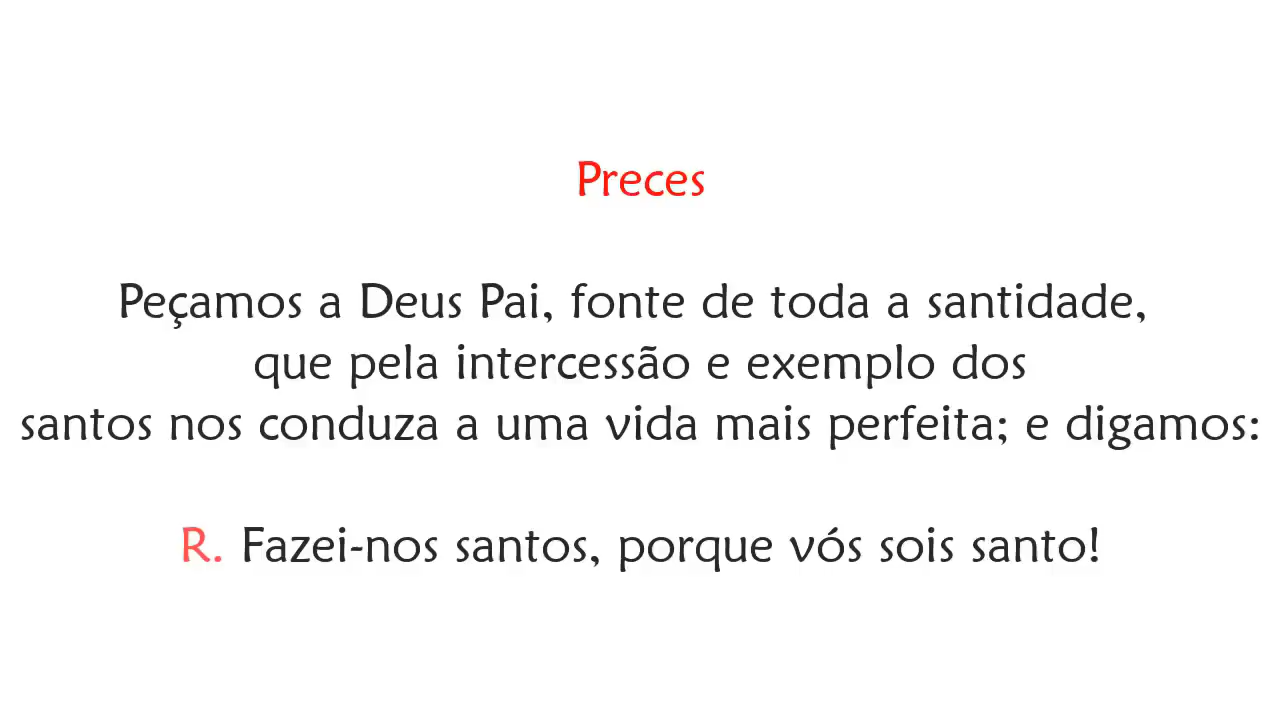 Preces
Peçamos a Deus Pai, fonte de toda a santidade,
que pela intercessão e exemplo dos
santos nos conduza a uma vida mais perfeita; e digamos:
R. Fazei-nos santos, porque vós sois santo!